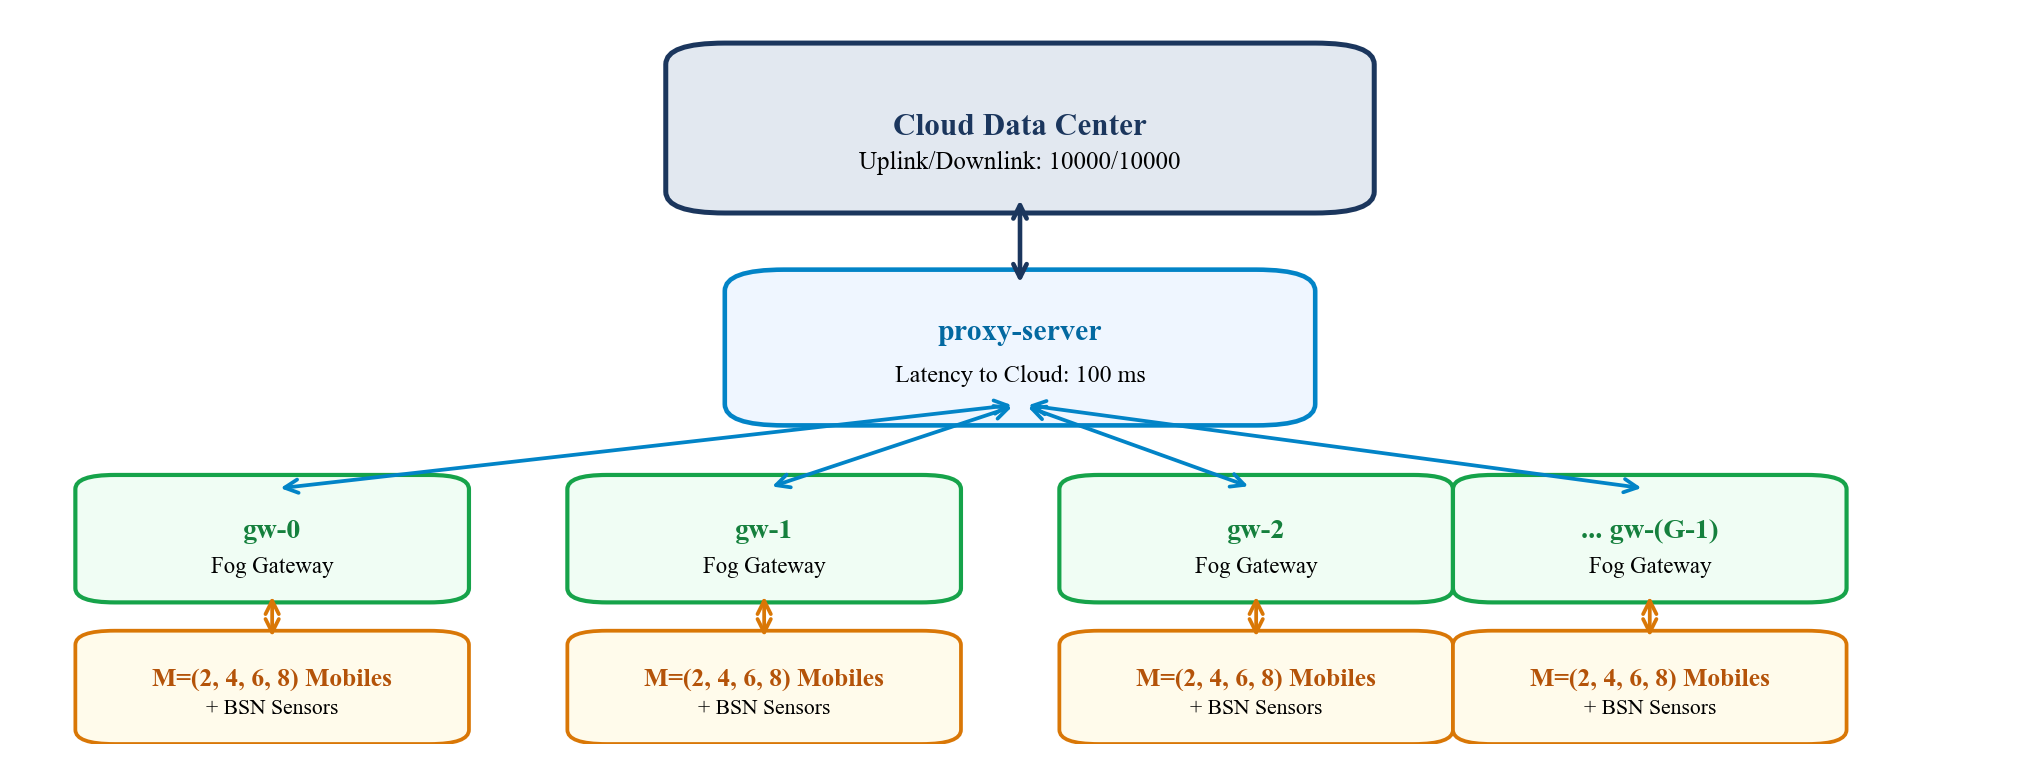 Cloud Data Center
Uplink/Downlink: 10000/10000
proxy-server
Latency to Cloud: 100 ms
gw-0
Fog Gateway
gw-1
Fog Gateway
gw-2
Fog Gateway
... gw-(G-1)
Fog Gateway
M=(2, 4, 6, 8) Mobiles
+ BSN Sensors
M=(2, 4, 6, 8) Mobiles
+ BSN Sensors
M=(2, 4, 6, 8) Mobiles
+ BSN Sensors
M=(2, 4, 6, 8) Mobiles
+ BSN Sensors